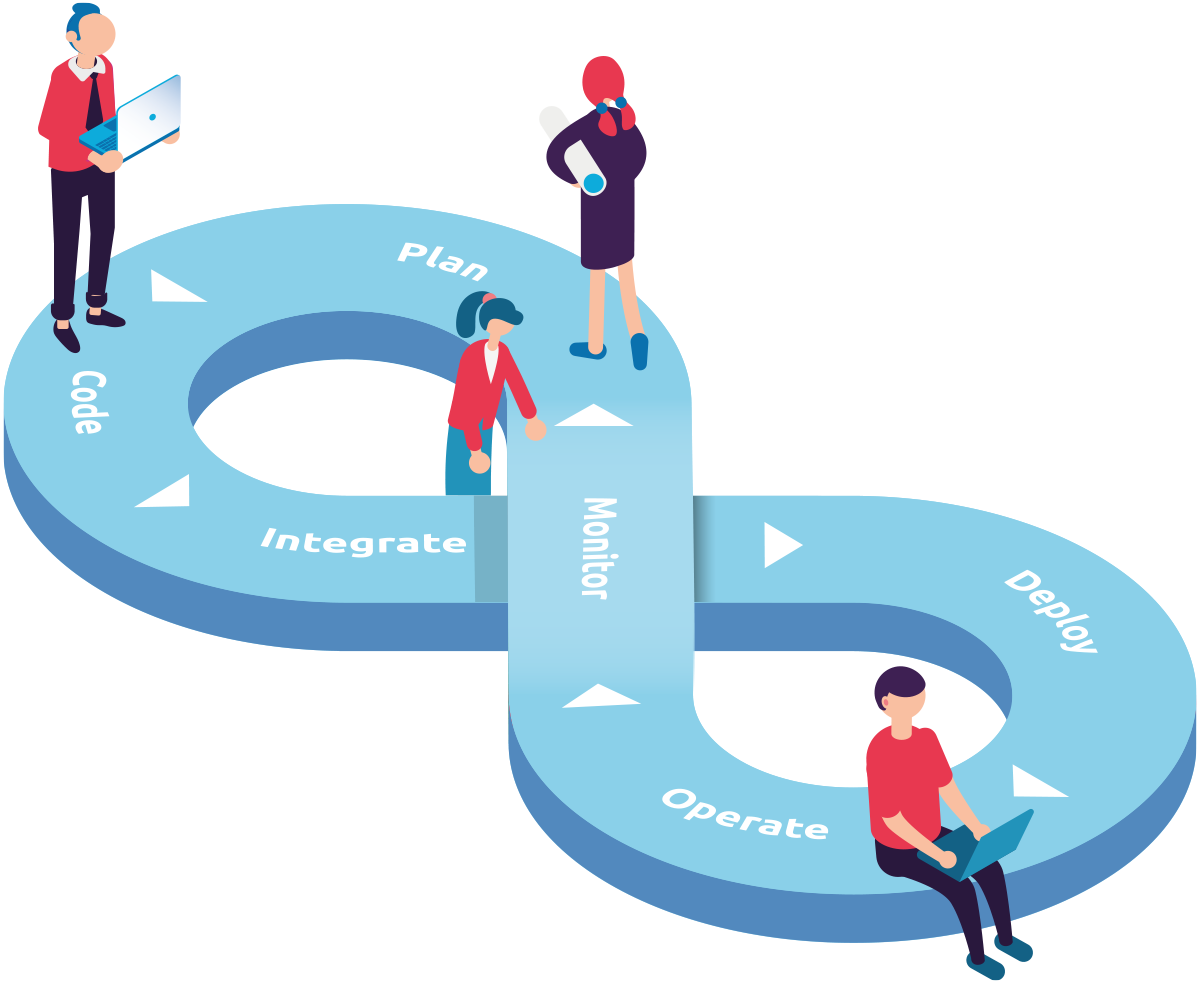 Plan
Code
Integrate
Monitor
Deploy
Operate